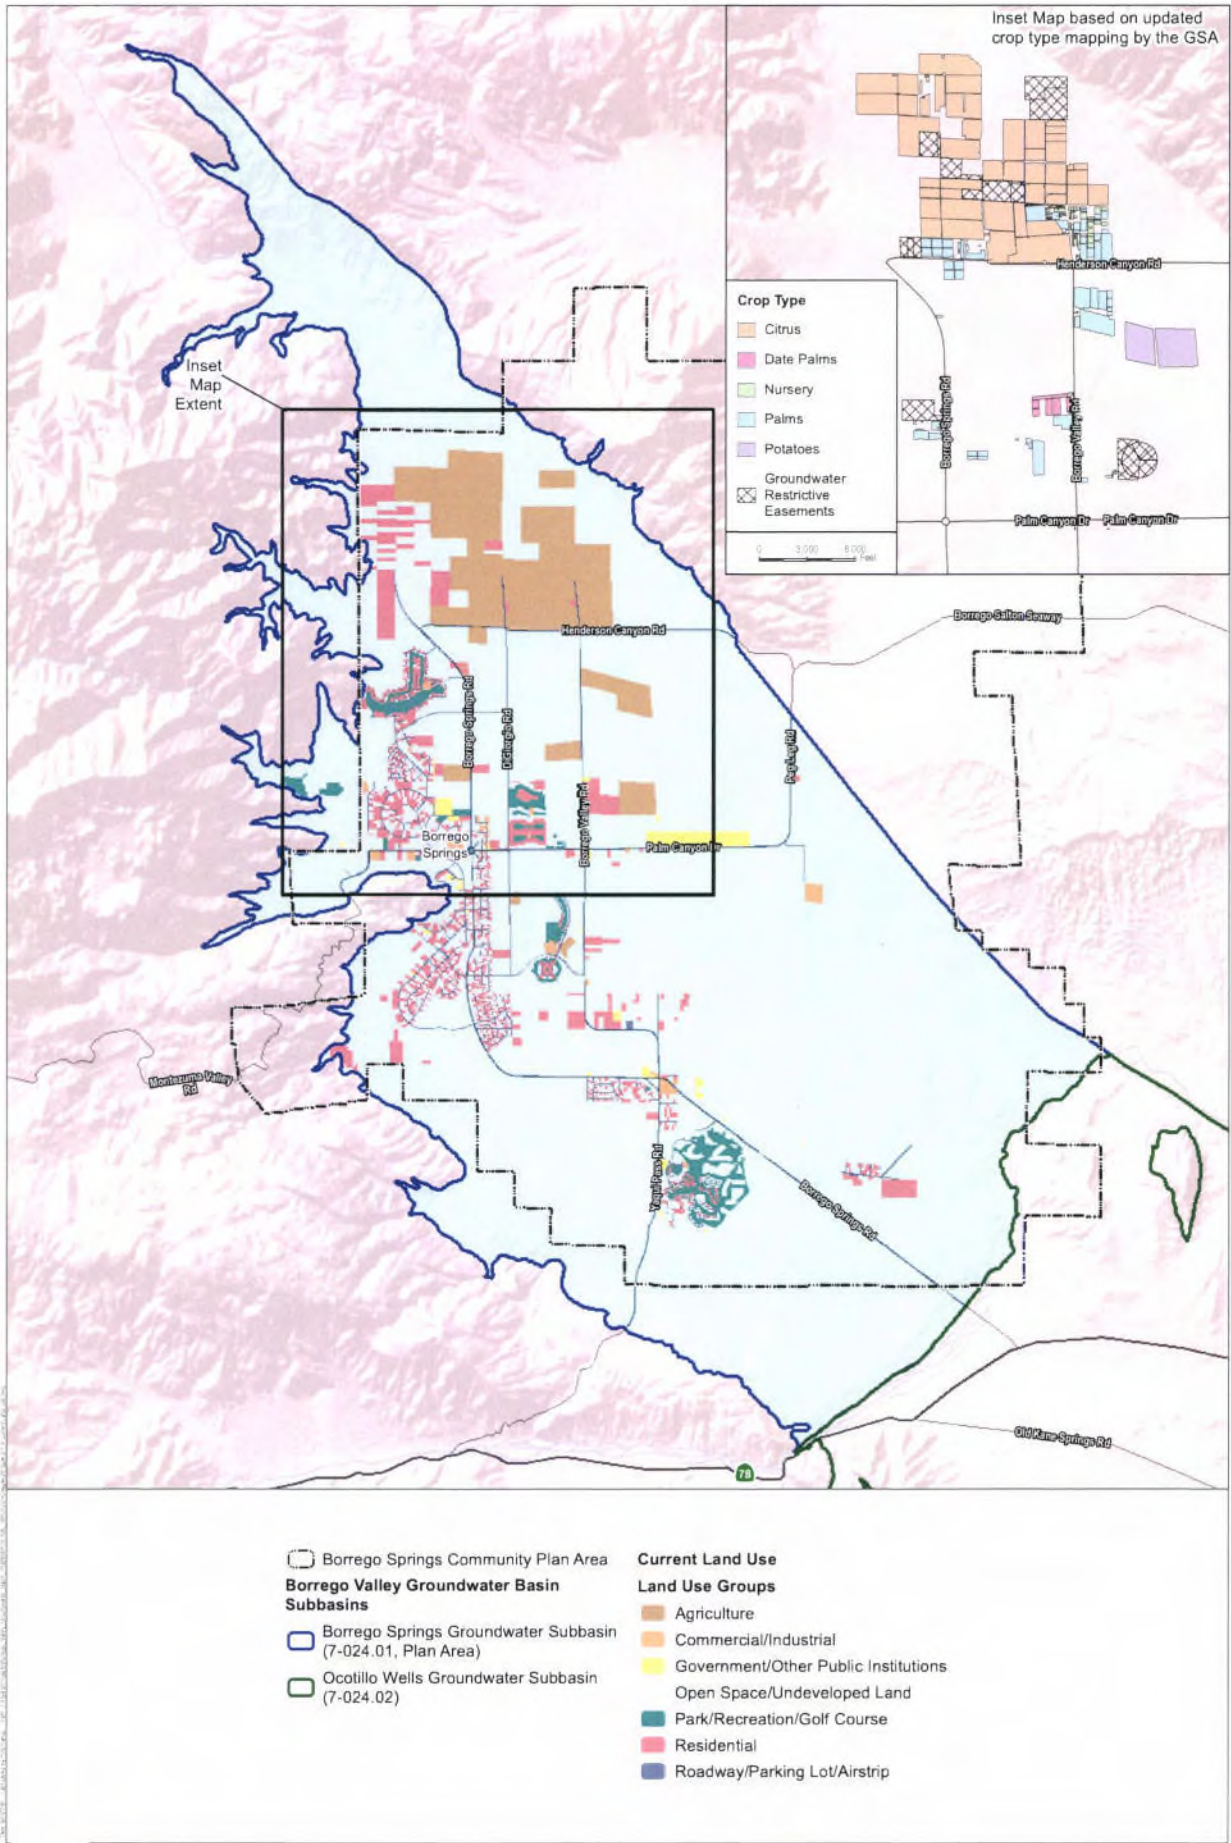 Inset Map based on updated
crop type mapping by the GSA
Henderson Canyon Rd
Crop Type
Citrus
Date Palms
Nursery
Palms
Potatoes
Groundwater
Restrictive
Easements
Borrego Springs Rd
Borrego Valley Rd
Palm Canyon Dr
Palm Canyon Dr
0
3,000
6,000
Feet
Inset
Map
Extent
Borrego Salton Seaway
Henderson Canyon Rd
Borrego Springs Rd
DiGiorgio Rd
Peg Leg Rd
Borrego Valley Rd
Borrego
Springs
Palm Canyon Dr
Montezuma Valley
Rd
Yaqui Pass Rd
Borrego Springs Rd
Old Kane Springs Rd
78
Borrego Springs Community Plan Area
Borrego Valley Groundwater Basin
Subbasins
Borrego Springs Groundwater Subbasin
(7-024.01, Plan Area)
Ocotillo Wells Groundwater Subbasin
(7-024.02)
Current Land Use
Land Use Groups
Agriculture
Commercial/Industrial
Government/Other Public Institutions
Open Space/Undeveloped Land
Park/Recreation/Golf Course
Residential
Roadway/Parking Lot/Airstrip